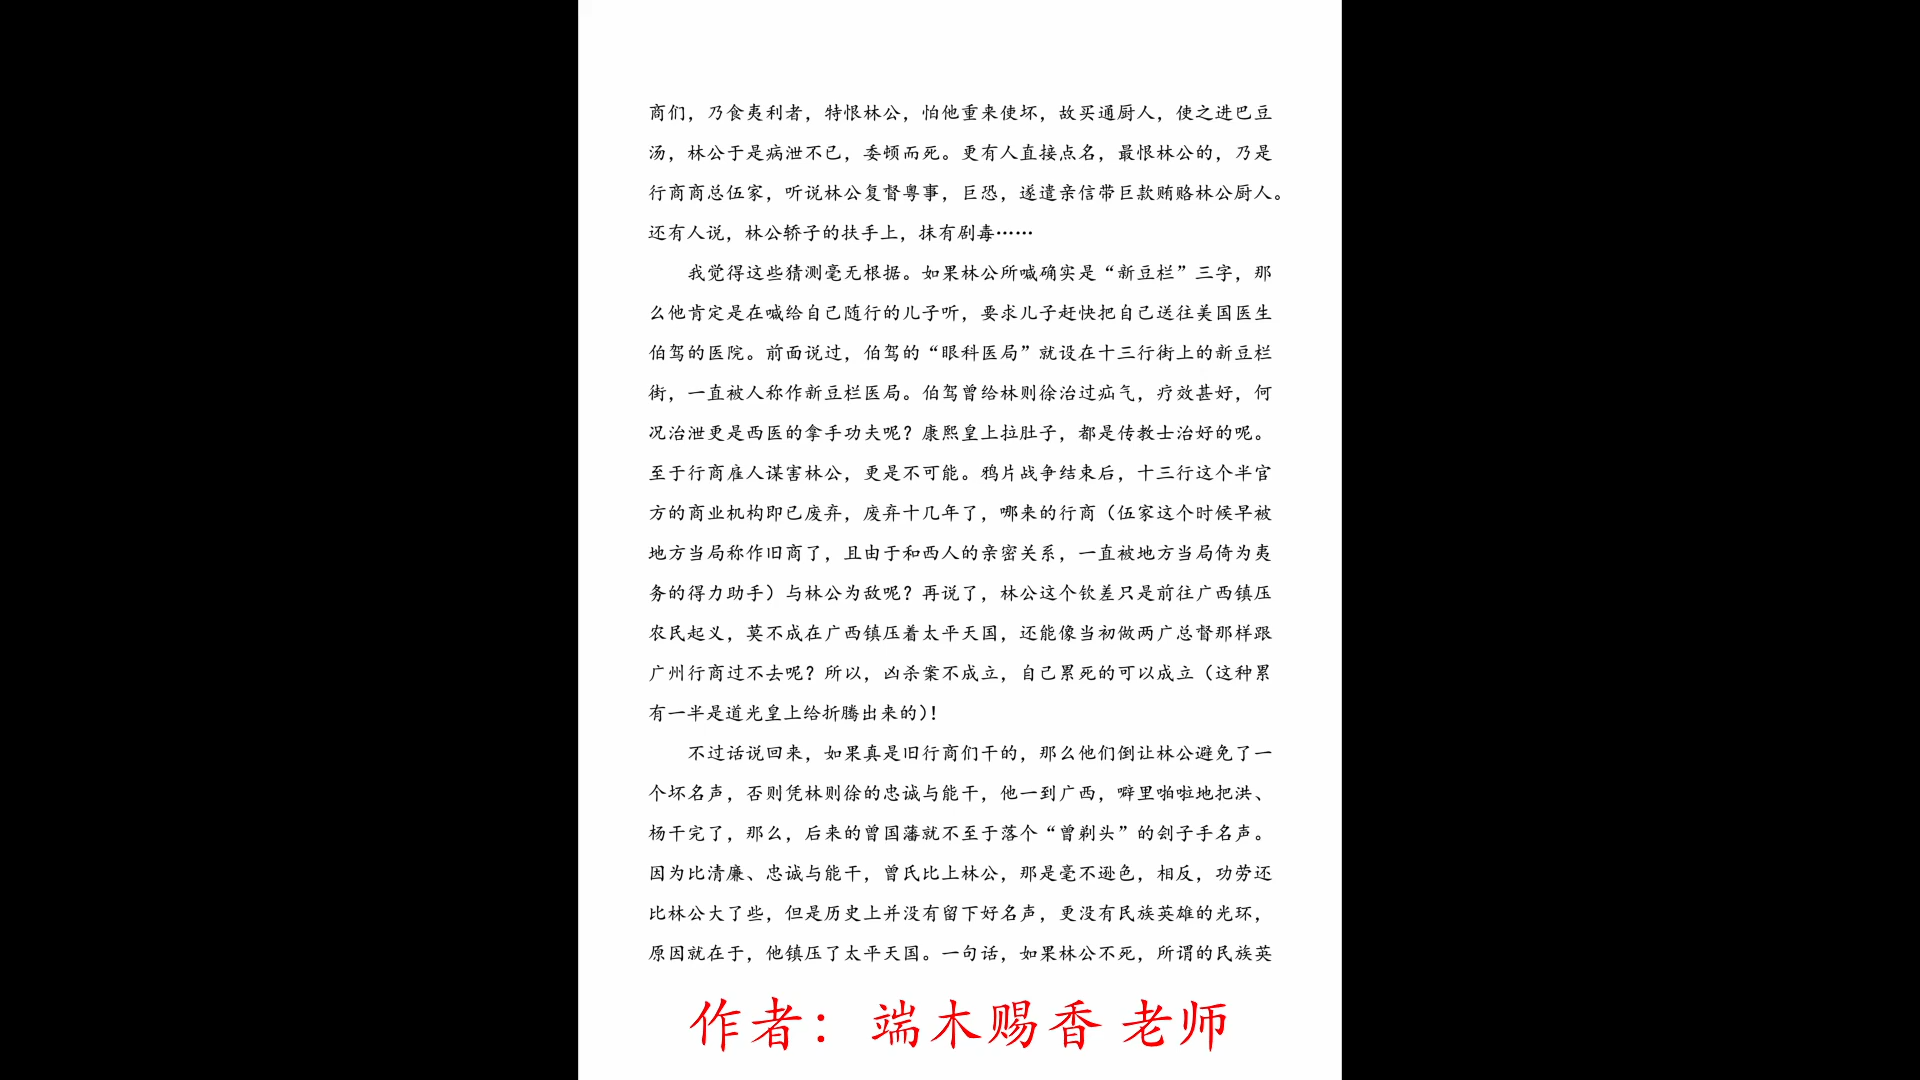 商们，乃食夷利者，特恨林公，怕他重来使坏，故买通厨人，使之进巴豆
汤，林公于是病泄不已，委顿而死。更有人直接点名，最恨林公的，乃是
行商商总伍家，听说林公复督粤事，巨恐，遂遣亲信带巨款贿赂林公厨人。
还有人说，林公轿子的扶手上，抹有剧毒……
我觉得这些猜测毫无根据。如果林公所喊确实是“新豆栏”三字，那
么他肯定是在喊给自己随行的儿子听，要求儿子赶快把自己送往美国医生
伯驾的医院。前面说过，伯驾的“眼科医局”就设在十三行街上的新豆栏
街，一直被人称作新豆栏医局。伯驾曾给林则徐治过疝气，疗效甚好，何
况治泄更是西医的拿手功夫呢？康熙皇上拉肚子，都是传教士治好的呢。
至于行商雇人谋害林公，更是不可能。鸦片战争结束后，十三行这个半官
方的商业机构即已废弃，废弃十几年了，哪来的行商（伍家这个时候早被
地方当局称作旧商了，且由于和西人的亲密关系，一直被地方当局倚为夷
务的得力助手）与林公为敌呢？再说了，林公这个钦差只是前往广西镇压
农民起义，莫不成在广西镇压着太平天国，还能像当初做两广总督那样跟
广州行商过不去呢？所以，凶杀案不成立，自己累死的可以成立（这种累
有一半是道光皇上给折腾出来的）！
不过话说回来，如果真是旧行商们干的，那么他们倒让林公避免了一
个坏名声，否则凭林则徐的忠诚与能干，他一到广西，噼里啪啦地把洪、
杨干完了，那么，后来的曾国藩就不至于落个“曾剃头”的刽子手名声。
因为比清廉、忠诚与能干，曾氏比上林公，那是毫不逊色，相反，功劳还
比林公大了些，但是历史上并没有留下好名声，更没有民族英雄的光环，
原因就在于，他镇压了太平天国。一句话，如果林公不死，所谓的民族英
作者：端木赐香 老师